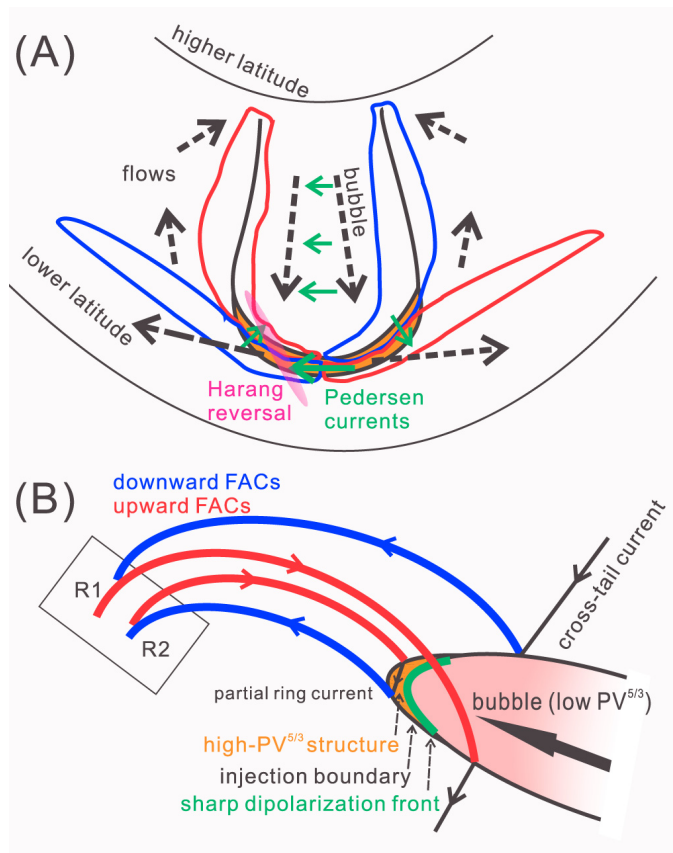 (A)
higher latitude
flows
bubble
lower latitude
Harang
reversal
Pedersen
currents
(B)
downward FACs
upward FACs
R1
R2
cross-tail current
partial ring current
bubble (low PV5/3)
high-PV5/3 structure
injection boundary
sharp dipolarization front